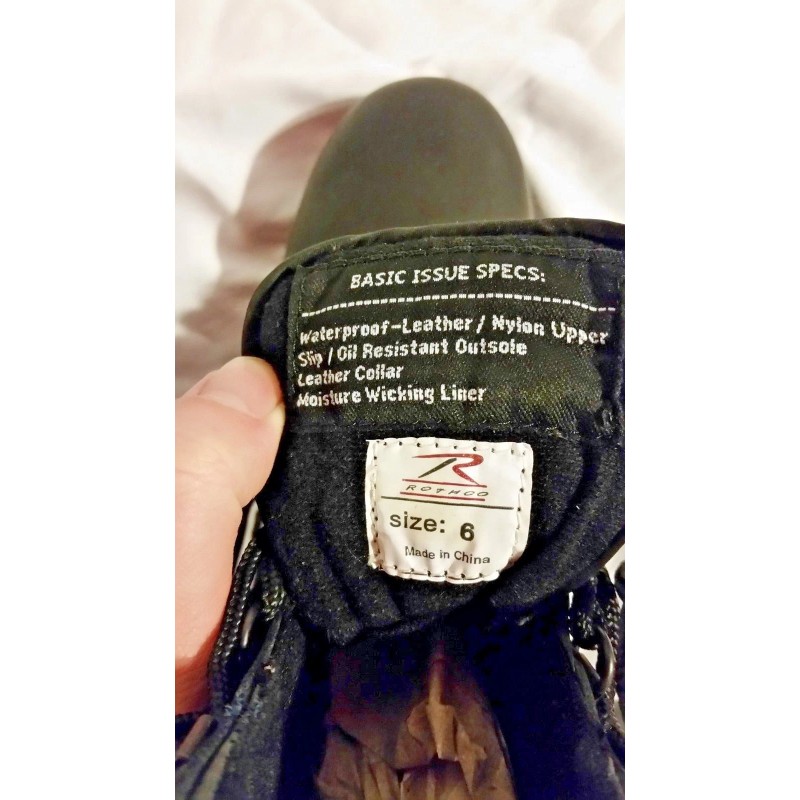 BASIC ISSUE SPECS:
Waterproof-Leather / Nylon Upper
Slip / Oil Resistant Outsole
Leather Collar
Moisture Wicking Liner
R
ROTHCO
size: 6
Made in China